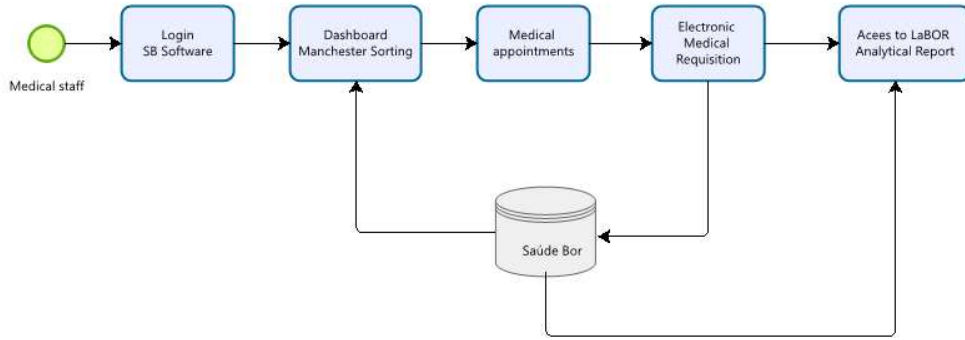 Login
SB Software
Dashboard
Manchester Sorting
Medical
appointments
Electronic
Medical
Requisition
Acees to LaBOR
Analytical Report
Medical staff
Saúde Bor